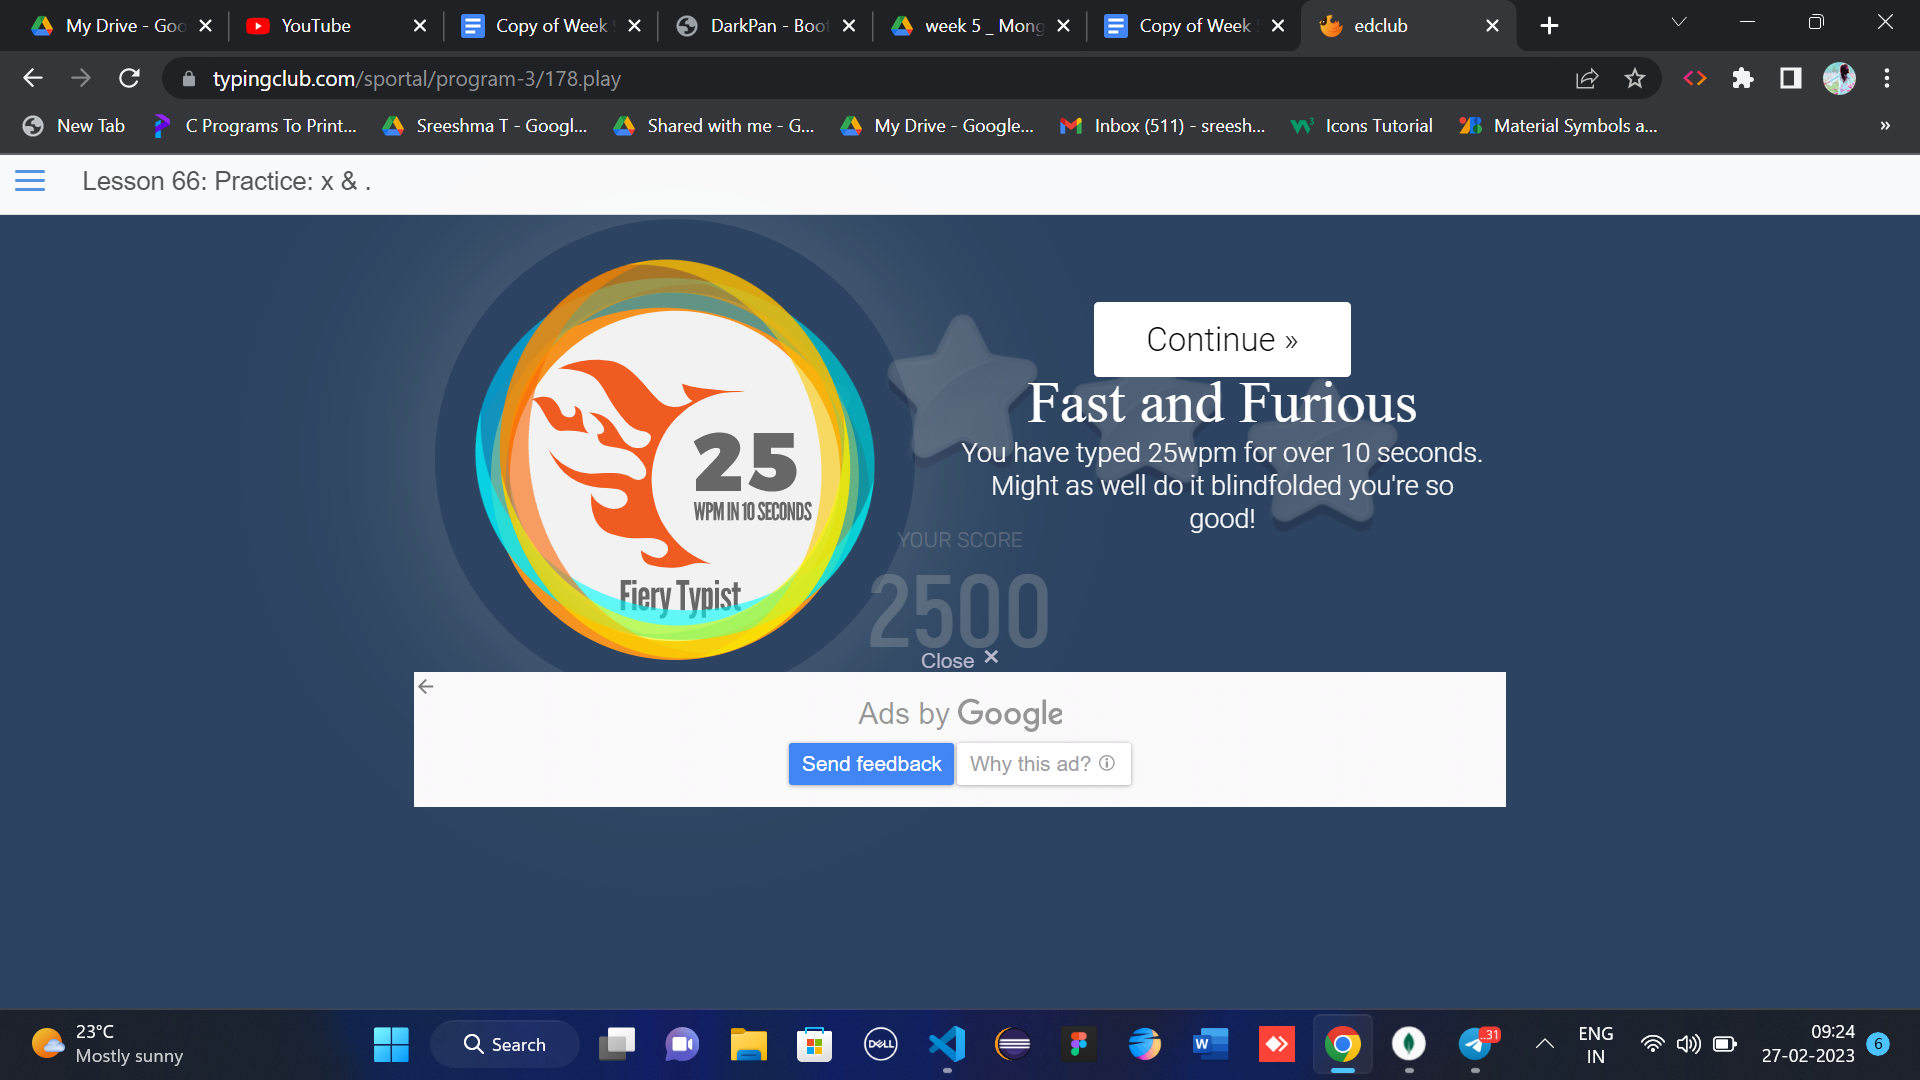 My Drive - Goo
YouTube
Copy of Week
DarkPan - Boot
week 5 _ Mong
Copy of Week
edclub
typingclub.com/sportal/program-3/178.play
New Tab
C Programs To Print...
Sreeshma T - Googl...
Shared with me - G...
My Drive - Google...
Inbox (511) - sreesh...
Icons Tutorial
Material Symbols a...
»
Lesson 66: Practice: x & .
25
WPM IN 10 SECONDS
Fiery Typist
Continue »
Fast and Furious
You have typed 25wpm for over 10 seconds.
Might as well do it blindfolded you're so
good!
YOUR SCORE
2500
Close
Ads by Google
Send feedback
Why this ad?
23°C
Mostly sunny
Search
DELL
W
..31
ENG
IN
09:24
27-02-2023
6